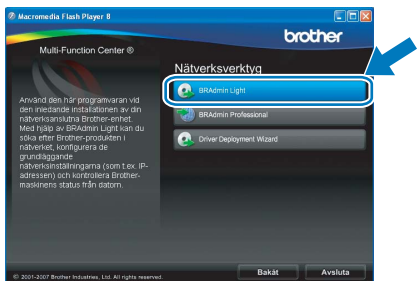 Macromedia Flash Player 8
brother
Multi-Function Center ®
Nätverksverktyg
Använd den här programvaran vid
den inledande installationen av din
nätverksanslutna Brother-enhet.
Med hjälp av BRAdmin Light kan du
söka efter Brother-produkten i
nätverket, konfigurera de
grundläggande
nätverksinställningarna (som t.ex. IP-
adressen) och kontrollera Brother-
maskinens status från datorn.
BRAdmin Light
BRAdmin Professional
Driver Deployment Wizard
© 2001-2007 Brother Industries, Ltd. All rights reserved.
Bakåt
Avsluta